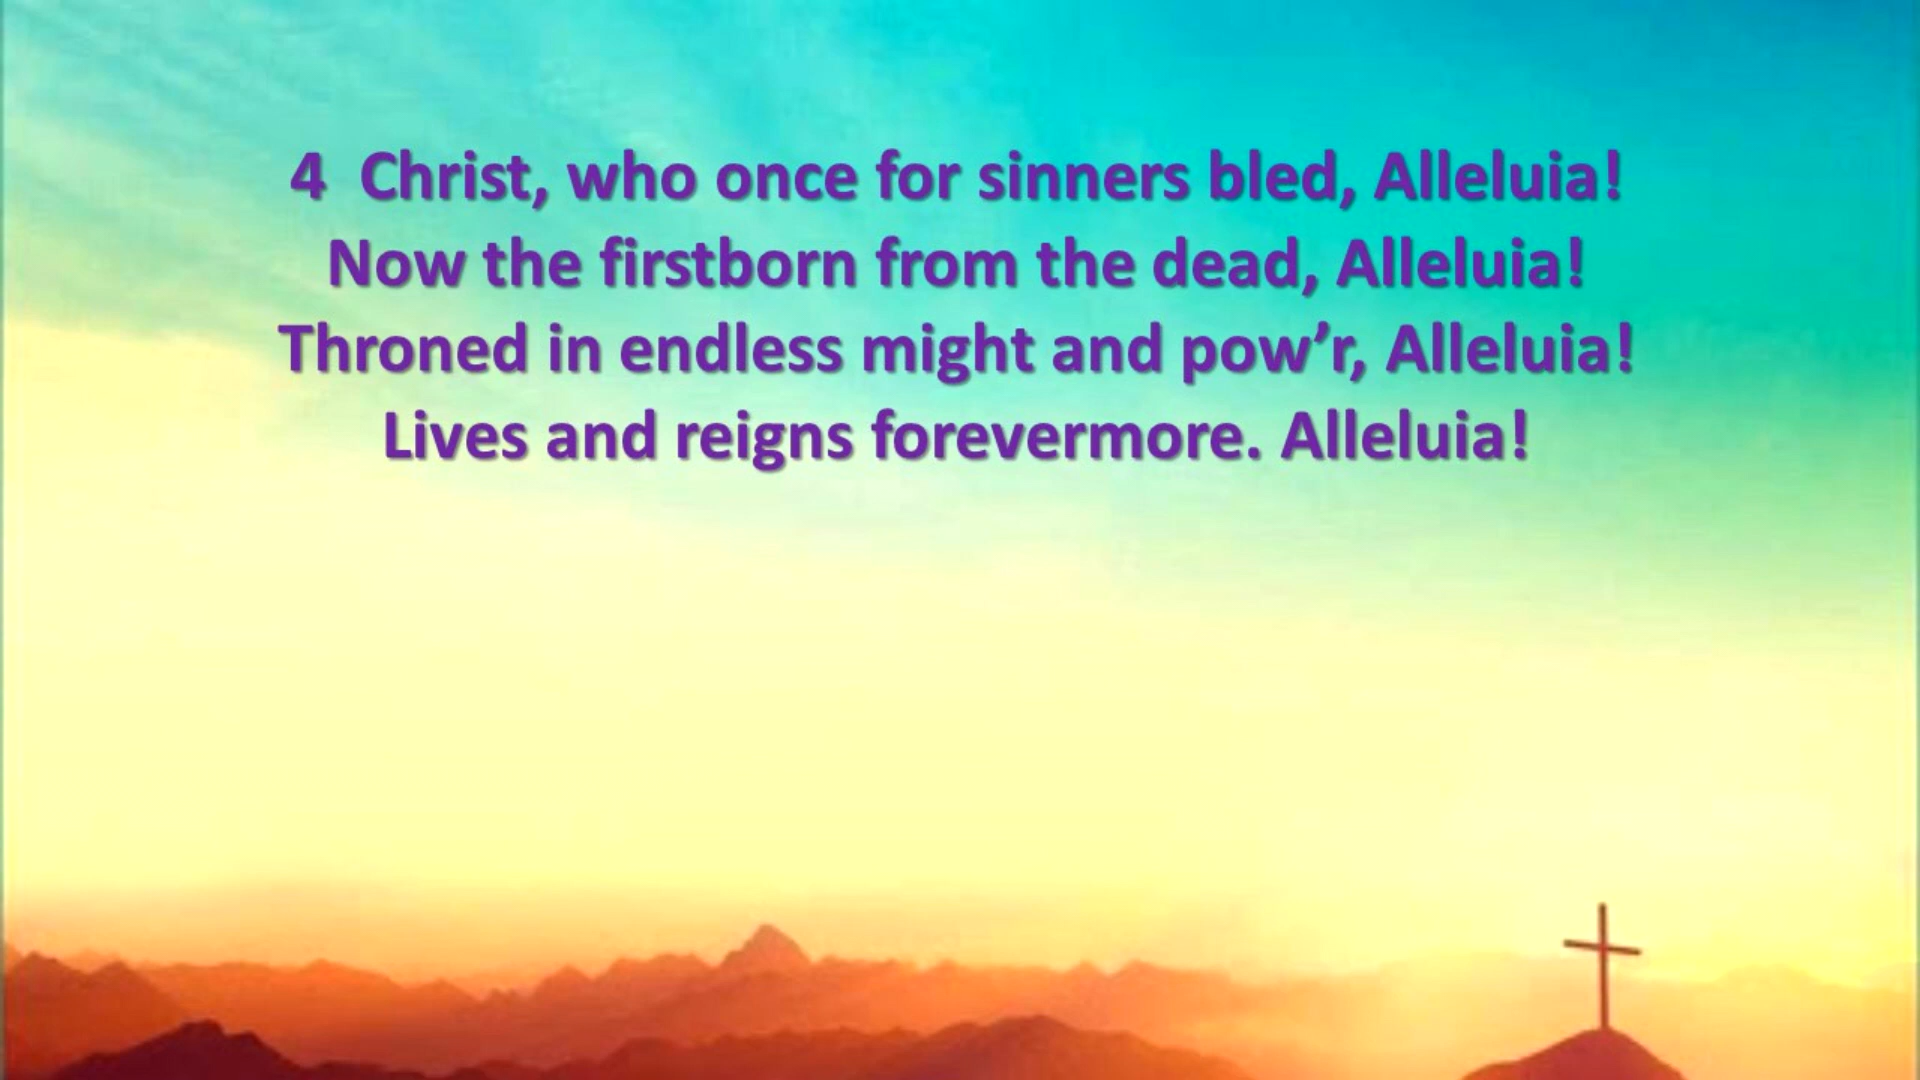 4 Christ, who once for sinners bled, Alleluia!
Now the firstborn from the dead, Alleluia!
Throned in endless might and pow’r, Alleluia!
Lives and reigns forevermore. Alleluia!